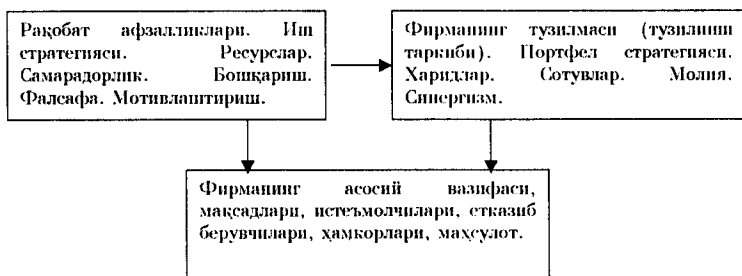 Рақобат афзалликлари. Иш
стратегияси. Ресурслар.
Самарадорлик. Бошқариш.
Фалсафа. Мотивлаштириш.
Фирманинг тузилмаси (тузилиши
таркиби). Портфел стратегияси.
Харидлар. Сотувлар. Молия.
Синергизм.
Фирманинг асосий вазифаси,
мақсадлари, истеъмолчилари, етказиб
берувчилари, ҳамкорлари, маҳсулот.